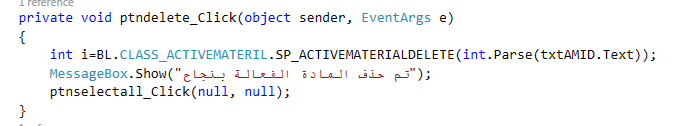 1 reference
private void ptndelete_Click(object sender, EventArgs e)
{
int i=BL.CLASS_ACTIVEMATERIL.SP_ACTIVEMATERIALDELETE(int.Parse(txtAMID.Text));
MessageBox.Show("تم حذف المادة الفعالة بنجاح");
ptnselectall_Click(null, null);
}